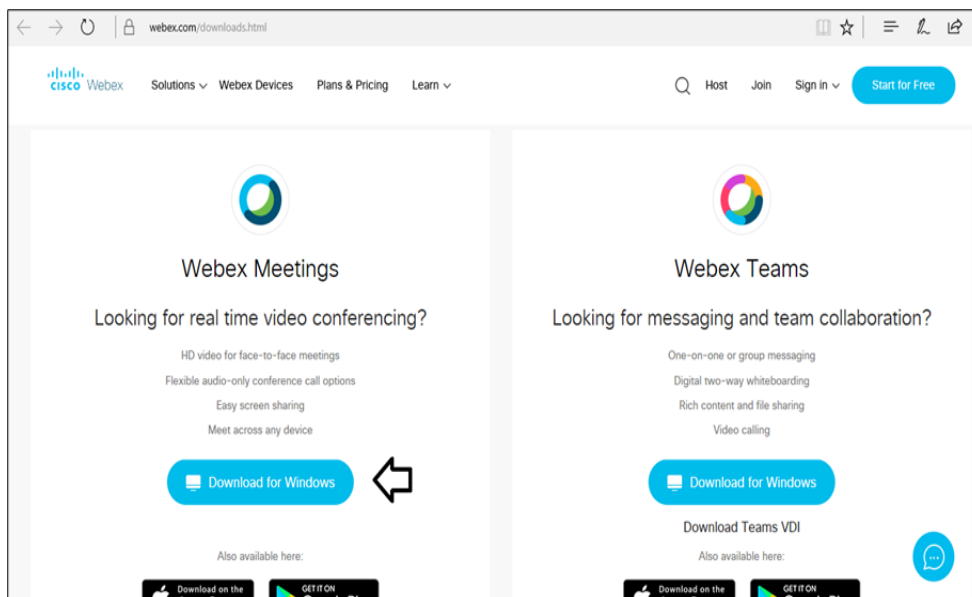 webex.com/downloads.html
CISCO Webex Solutions Webex Devices Plans & Pricing Learn Host Join Sign in Start for Free
Webex Meetings
Looking for real time video conferencing?
HD video for face-to-face meetings
Flexible audio-only conference call options
Easy screen sharing
Meet across any device
Download for Windows
Also available here:
Download on the
GET IT ON
Webex Teams
Looking for messaging and team collaboration?
One-on-one or group messaging
Digital two-way whiteboarding
Rich content and file sharing
Video calling
Download for Windows
Download Teams VDI
Also available here:
Download on the
GET IT ON